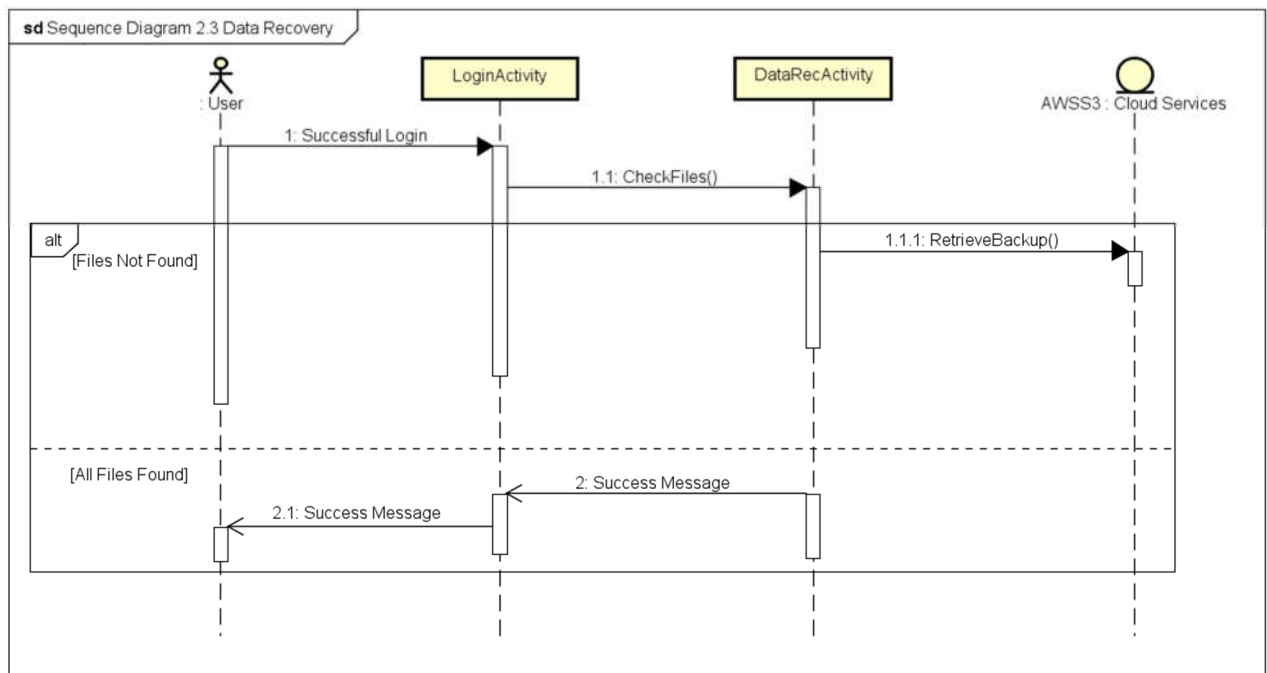 sd Sequence Diagram 2.3 Data Recovery
: User
LoginActivity
DataRecActivity
AWSS3 : Cloud Services
1: Successful Login
1.1: CheckFiles()
alt
[Files Not Found]
1.1.1: RetrieveBackup()
[All Files Found]
2: Success Message
2.1: Success Message